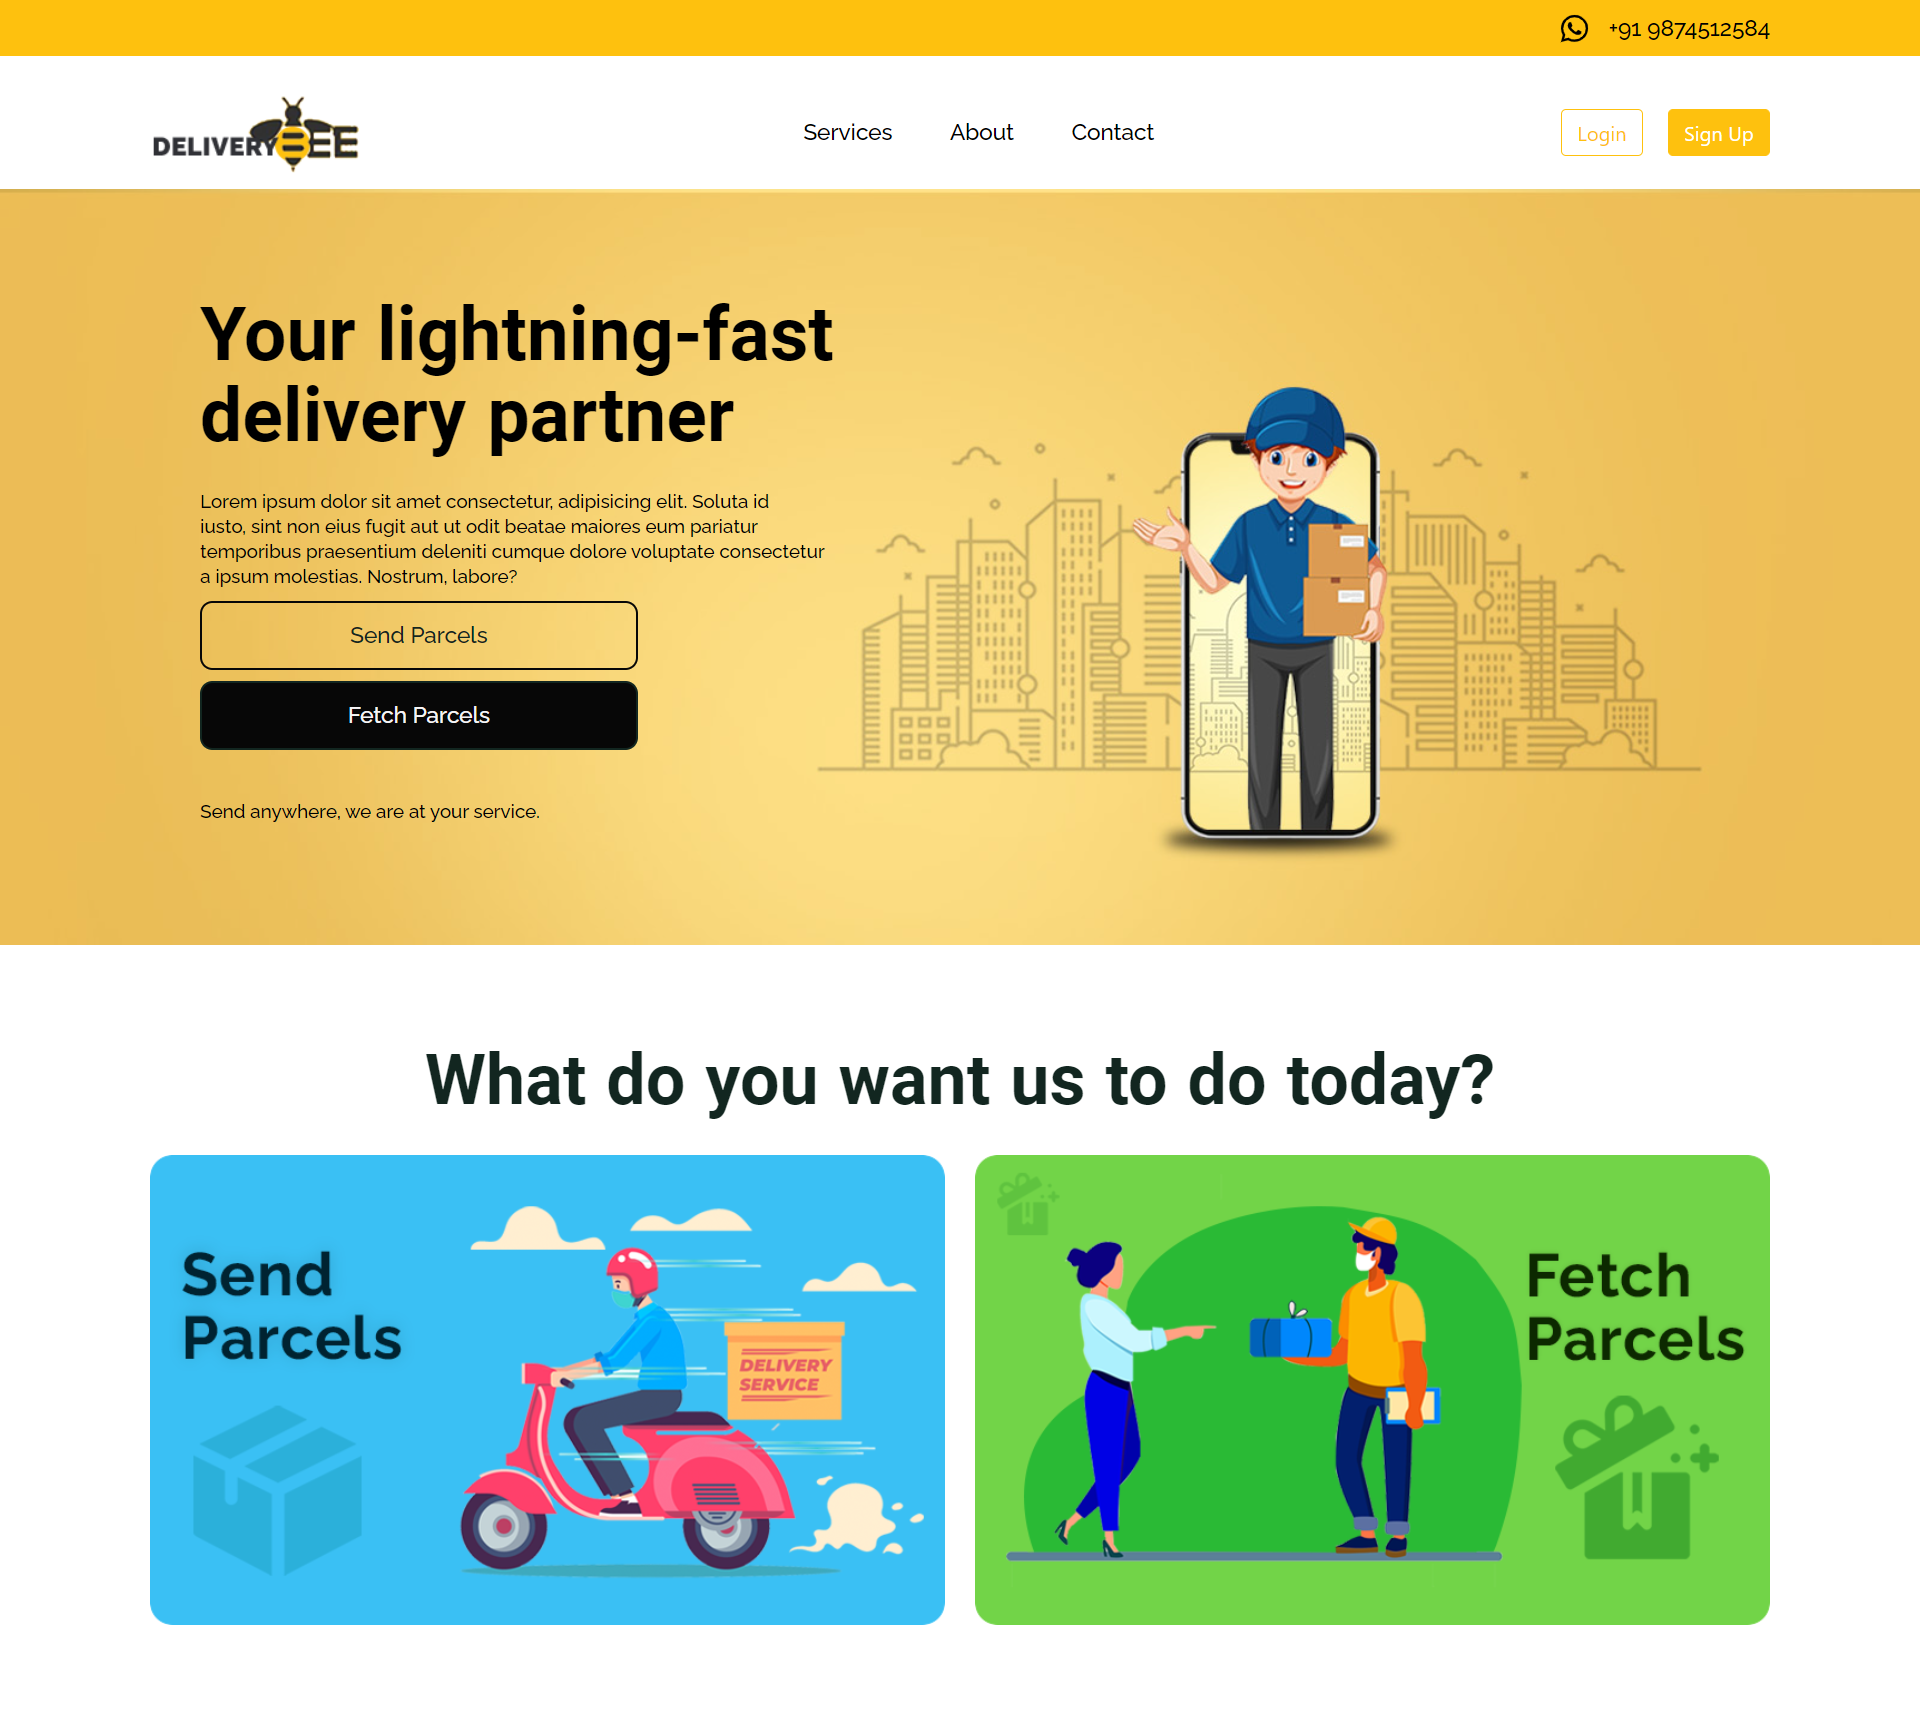 +91 9874512584
DELIVERYBEE
Services About Contact
Login Sign Up
Your lightning-fast
delivery partner
Lorem ipsum dolor sit amet consectetur, adipisicing elit. Soluta id
iusto, sint non eius fugit aut ut odit beatae maiores eum pariatur
temporibus praesentium deleniti cumque dolore voluptate consectetur
a ipsum molestias. Nostrum, labore?
Send Parcels
Fetch Parcels
Send anywhere, we are at your service.
What do you want us to do today?
Send
Parcels
DELIVERY
SERVICE
Fetch
Parcels